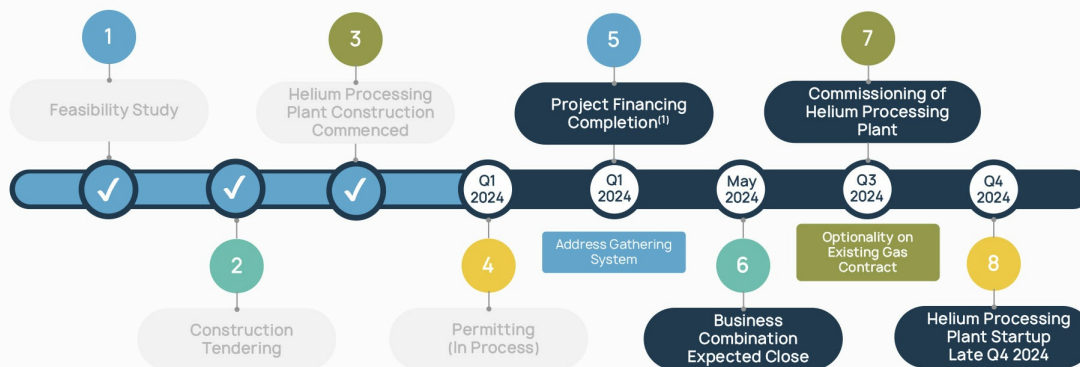 1
Feasibility Study
3
Helium Processing
Plant Construction
Commenced
5
Project Financing
Completion(1)
7
Commissioning of
Helium Processing
Plant
✓
✓
✓
Q1
2024
Q1
2024
May
2024
Q3
2024
Q4
2024
Address Gathering
System
Optionality on
Existing Gas
Contract
2
Construction
Tendering
4
Permitting
(In Process)
6
Business
Combination
Expected Close
8
Helium Processing
Plant Startup
Late Q4 2024